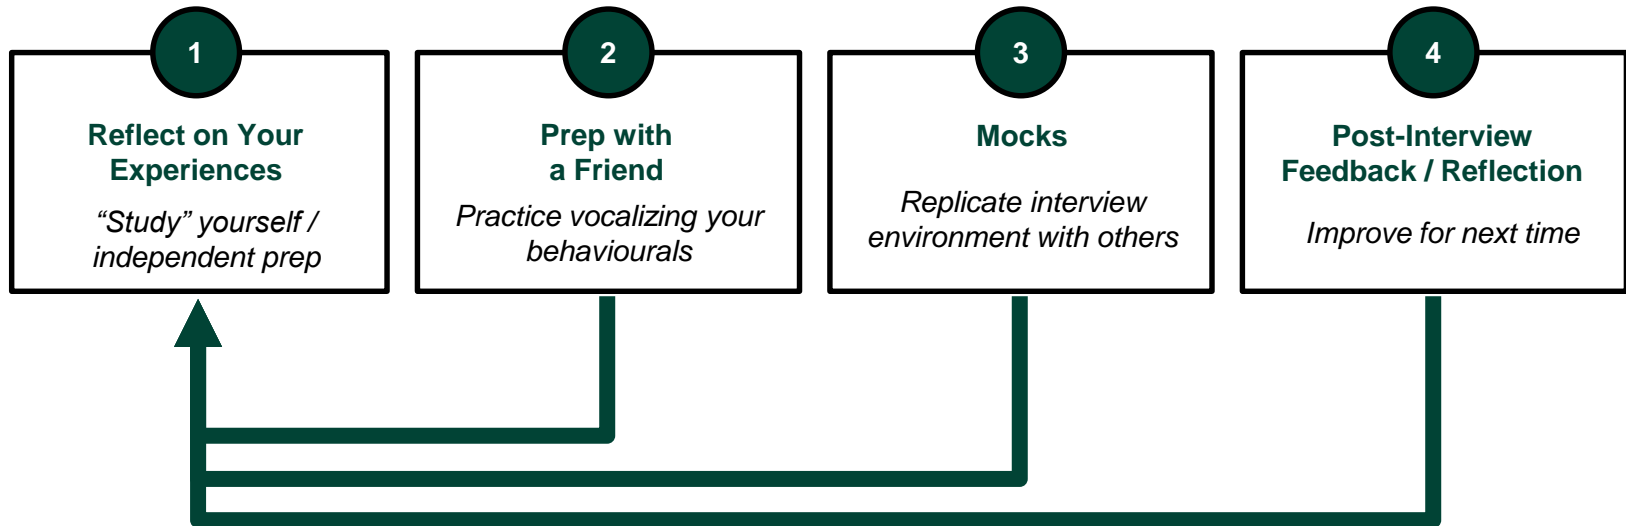 1
Reflect on Your
Experiences
“Study” yourself /
independent prep
2
Prep with
a Friend
Practice vocalizing your
behaviourals
3
Mocks
Replicate interview
environment with others
4
Post-Interview
Feedback / Reflection
Improve for next time